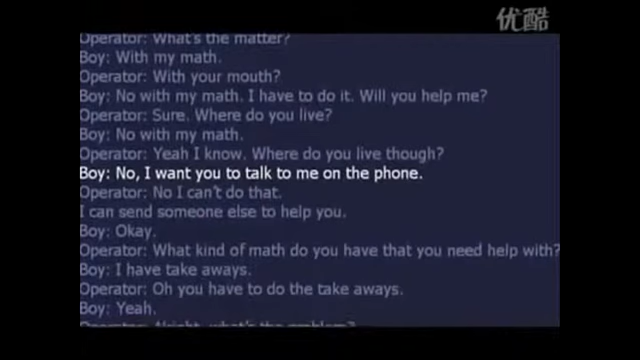 优酷
Operator: What's the matter?
Boy: With my math.
Operator: With your mouth?
Boy: No with my math. I have to do it. Will you help me?
Operator: Sure. Where do you live?
Boy: No with my math.
Operator: Yeah I know. Where do you live though?
Boy: No, I want you to talk to me on the phone.
Operator: No I can't do that.
I can send someone else to help you.
Boy: Okay.
Operator: What kind of math do you have that you need help with?
Boy: I have take aways.
Operator: Oh you have to do the take aways.
Boy: Yeah.
Operator: Alright, what's the problem?